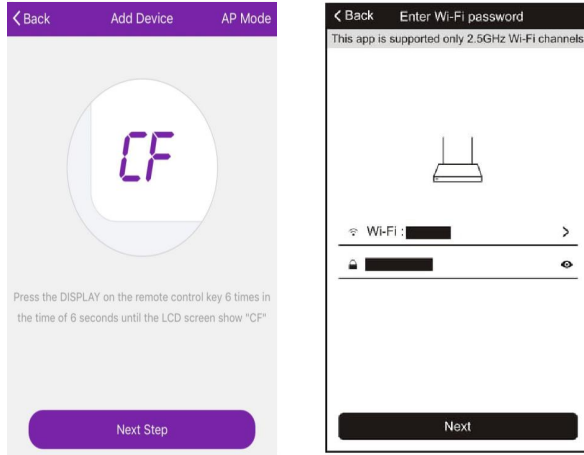 Back Add Device AP Mode
CF
Press the DISPLAY on the remote control key 6 times in
the time of 6 seconds until the LCD screen show "CF"
Next Step
Back Enter Wi-Fi password
This app is supported only 2.5GHz Wi-Fi channels
Wi-Fi :
Next